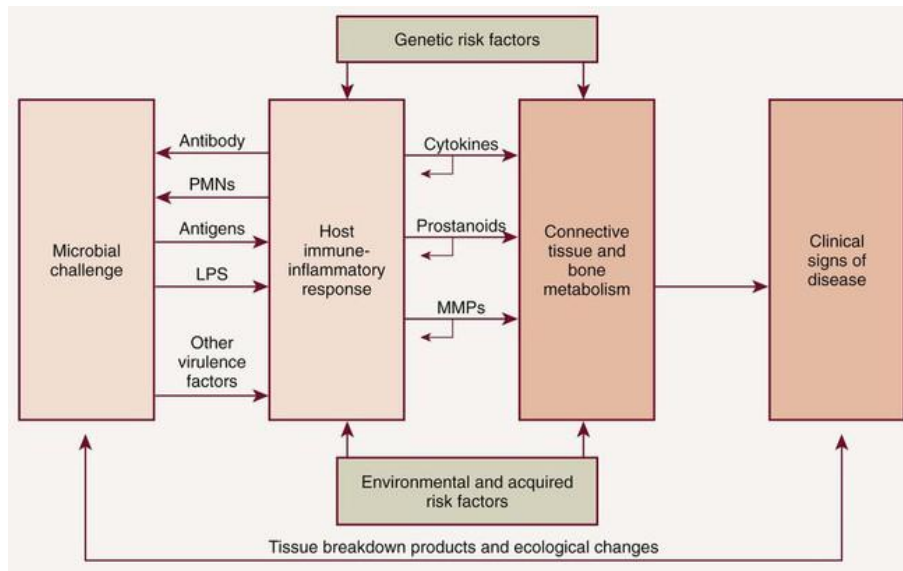 Genetic risk factors
Microbial
challenge
Antibody
PMNs
Antigens
LPS
Other
virulence
factors
Host
immune-
inflammatory
response
Cytokines
Prostanoids
MMPs
Connective
tissue and
bone
metabolism
Clinical
signs of
disease
Environmental and acquired
risk factors
Tissue breakdown products and ecological changes